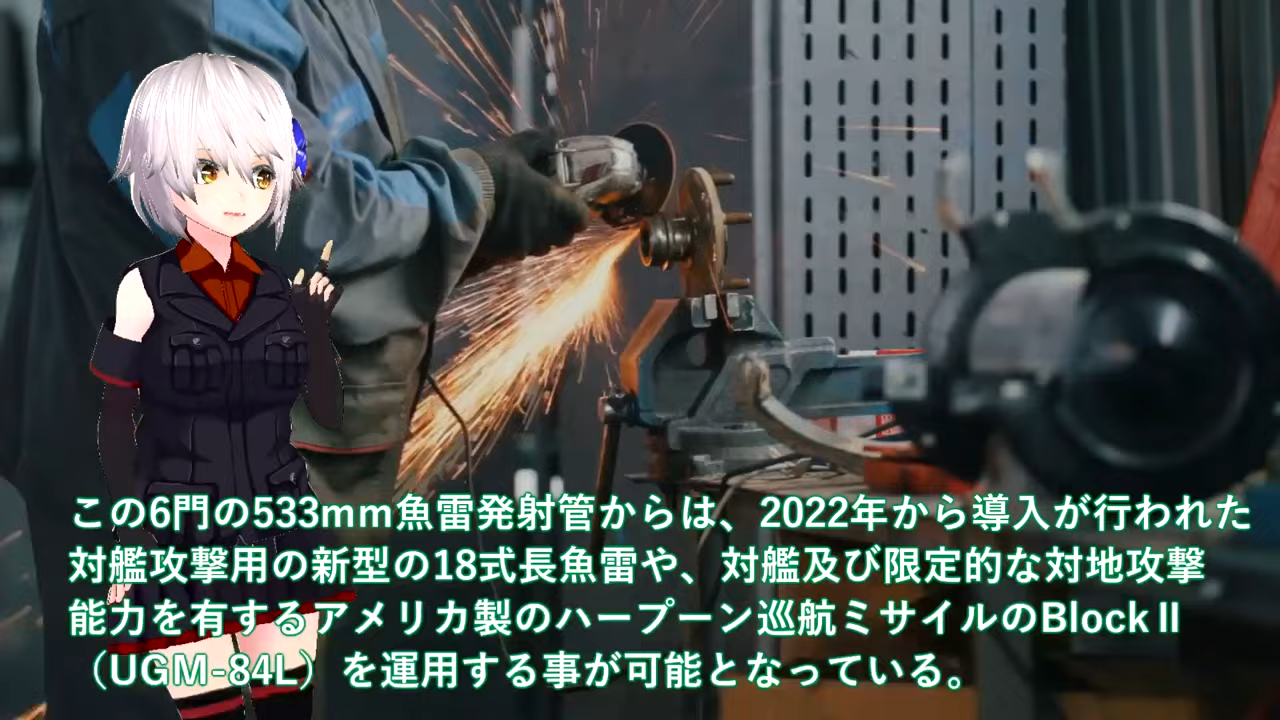 この6門の533mm魚雷発射管からは、2022年から導入が行われた
対艦攻撃用の新型の18式長魚雷や、対艦及び限定的な対地攻撃
能力を有するアメリカ製のハープーン巡航ミサイルのBlockⅡ
（UGM-84L）を運用する事が可能となっている。